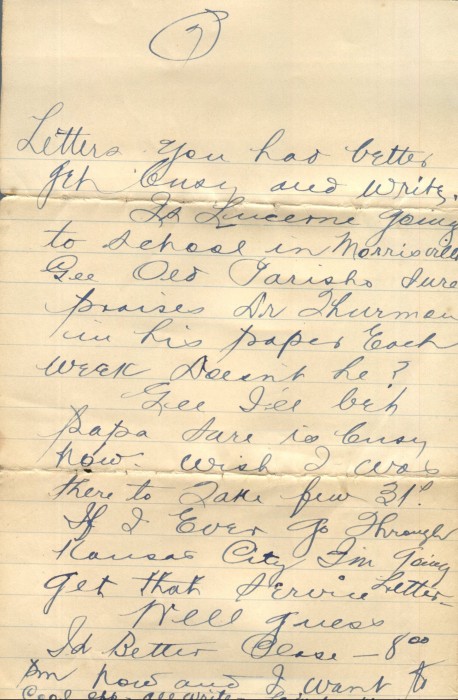 7
Letters you had better
get busy and write.
Is Lucerne going
to school in Morrisville
Gee Old Parish sure
praises Dr Thurman
in his paper Each
week doesn't he?
Gee I'll bet
papa sure is busy
now. Wish I was
there to take few 31s.
If I Ever go through
Kansas City I'm going
get that service letter-
Well guess
I'd Better Close - 8 00
pm now and I want to